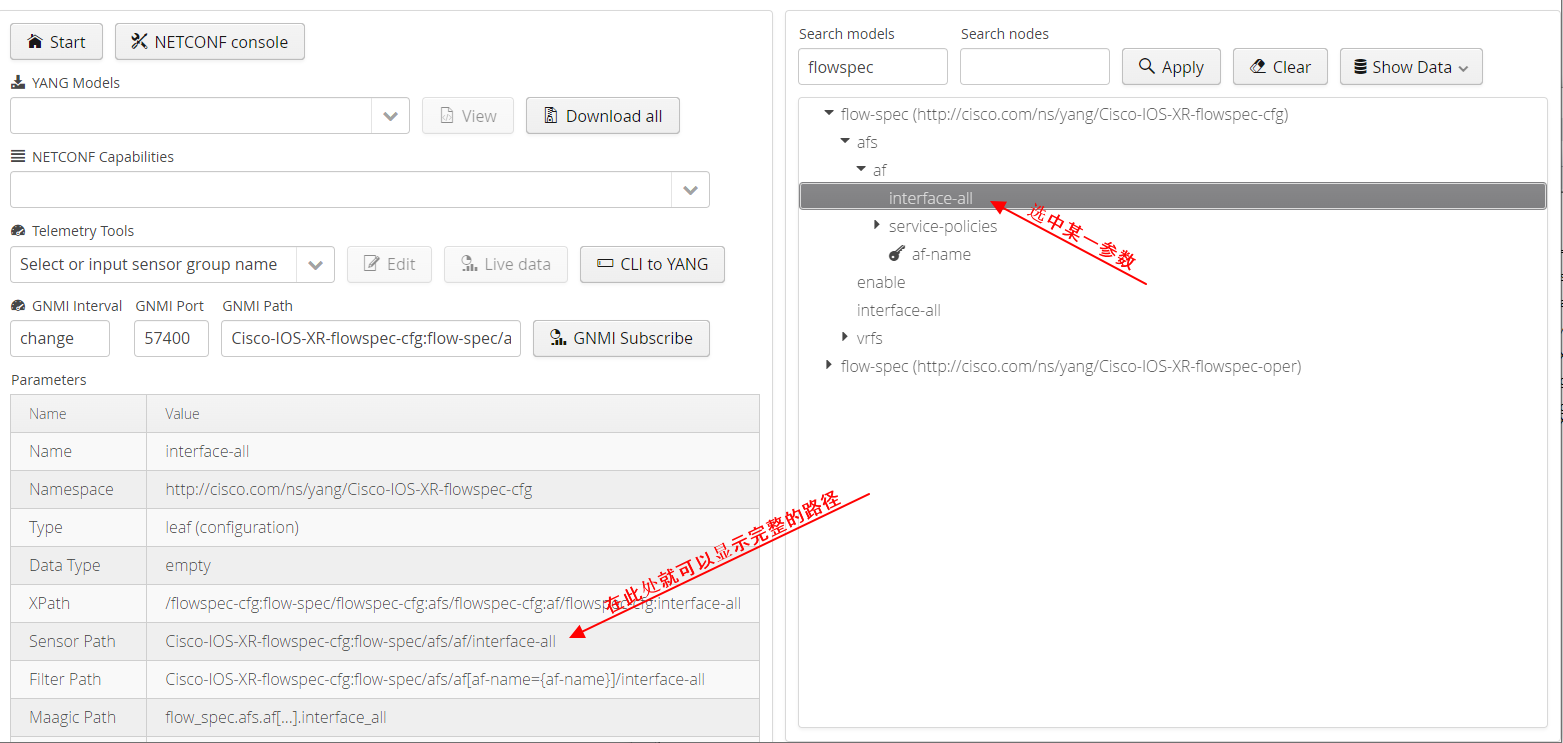 Start
NETCONF console
YANG Models
View
Download all
NETCONF Capabilities
Telemetry Tools
Select or input sensor group name
Edit
Live data
CLI to YANG
GNMI Interval
GNMI Port
GNMI Path
change
57400
Cisco-IOS-XR-flowspec-cfg:flow-spec/a
GNMI Subscribe
Parameters
Name Value
Name interface-all
Namespace http://cisco.com/ns/yang/Cisco-IOS-XR-flowspec-cfg
Type leaf (configuration)
Data Type empty
XPath /flowspec-cfg:flow-spec/flowspec-cfg:afs/flowspec-cfg:af/flowspec-cfg:interface-all
Sensor Path Cisco-IOS-XR-flowspec-cfg:flow-spec/afs/af/interface-all
Filter Path Cisco-IOS-XR-flowspec-cfg:flow-spec/afs/af[af-name={af-name}]/interface-all
Maagic Path flow_spec.afs.af[...].interface_all
在此处就可以显示完整的路径
Search models
Search nodes
flowspec
Apply
Clear
Show Data
flow-spec (http://cisco.com/ns/yang/Cisco-IOS-XR-flowspec-cfg)
afs
af
interface-all
service-policies
af-name
enable
interface-all
vrfs
flow-spec (http://cisco.com/ns/yang/Cisco-IOS-XR-flowspec-oper)
选中某一参数